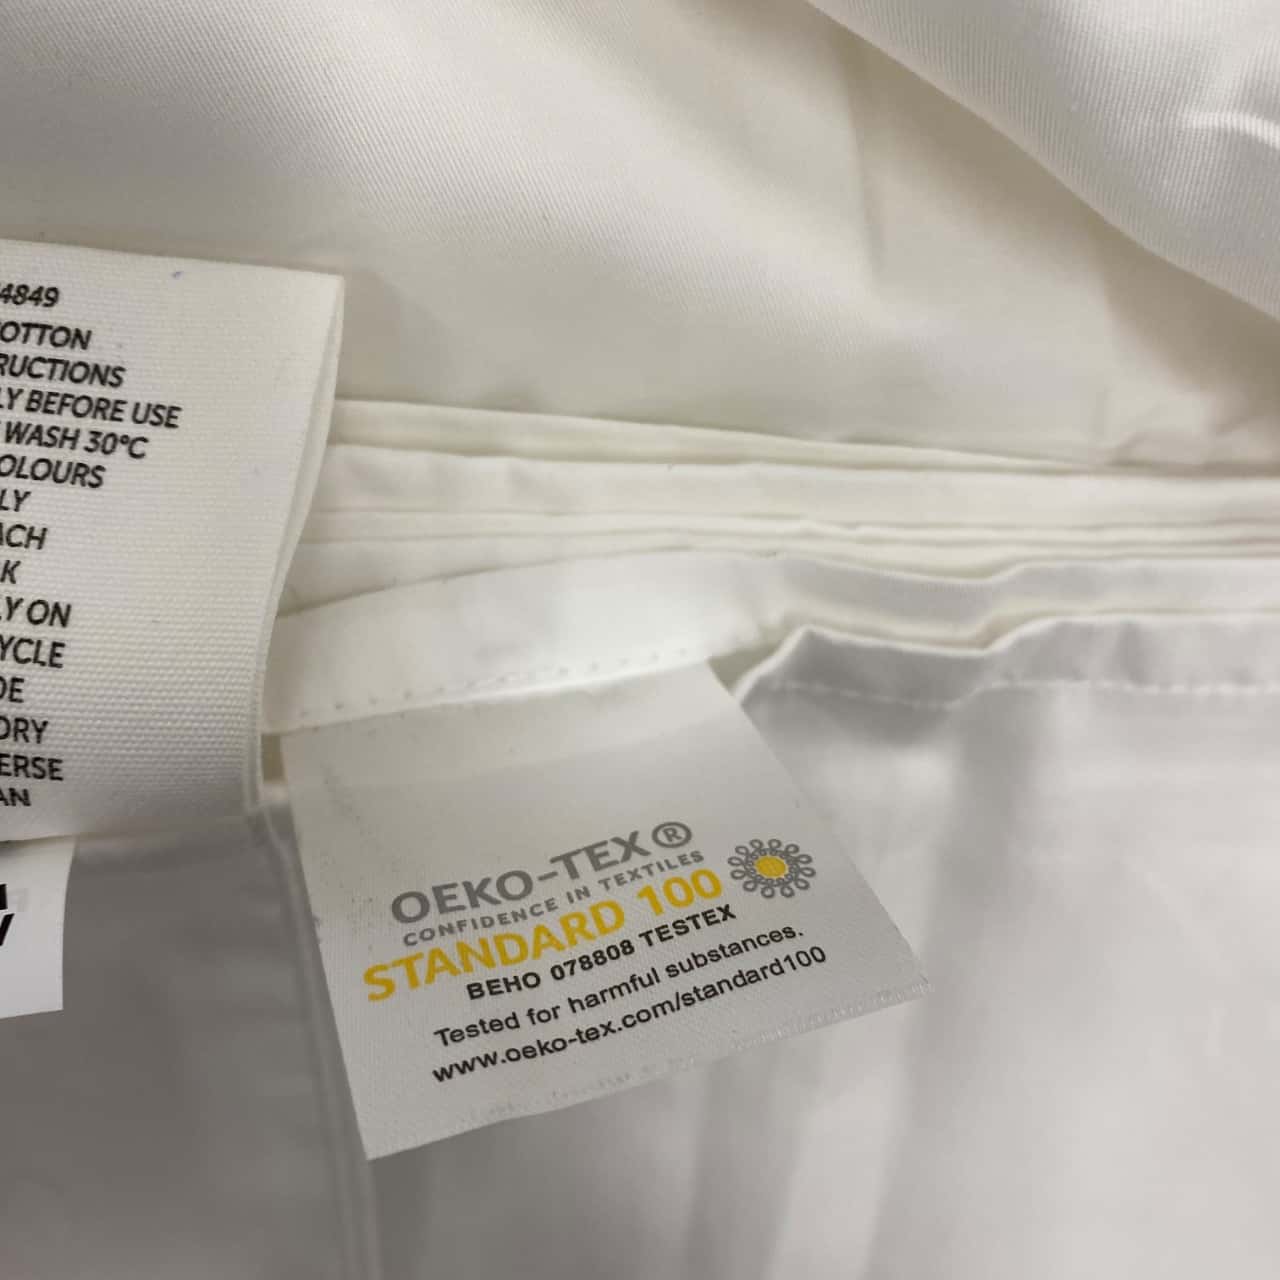 4849
OTTON
RUCTIONS
LY BEFORE USE
WASH 30°C
OLOURS
LY
ACH
K
LY ON
YCLE
DE
DRY
ERSE
AN
OEKO-TEX®
CONFIDENCE IN TEXTILES
STANDARD 100
BEHO 078808 TESTEX
Tested for harmful substances.
www.oeko-tex.com/standard100